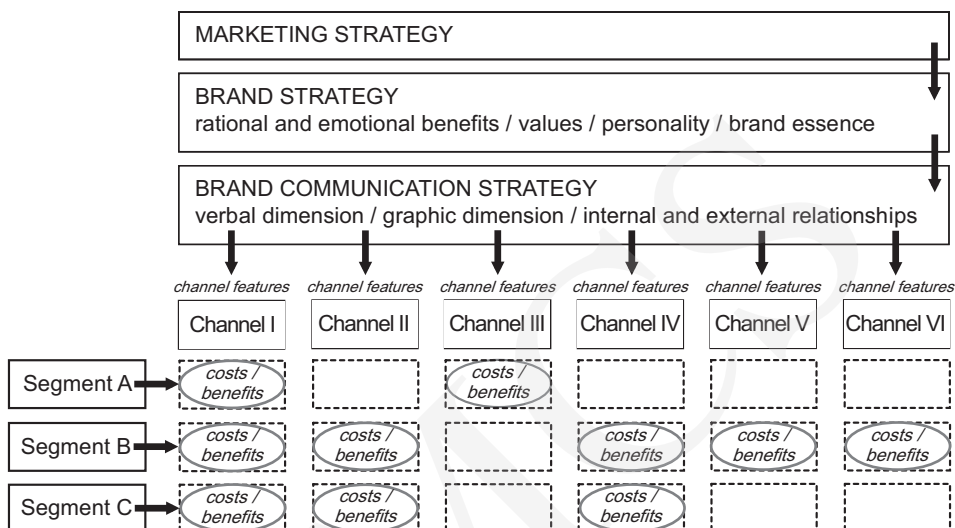 MARKETING STRATEGY
BRAND STRATEGY
rational and emotional benefits / values / personality / brand essence
BRAND COMMUNICATION STRATEGY
verbal dimension / graphic dimension / internal and external relationships
channel features channel features channel features channel features channel features channel features
Channel I Channel II Channel III Channel IV Channel V Channel VI
Segment A costs / benefits costs / benefits
Segment B costs / benefits costs / benefits costs / benefits costs / benefits costs / benefits
Segment C costs / benefits costs / benefits costs / benefits